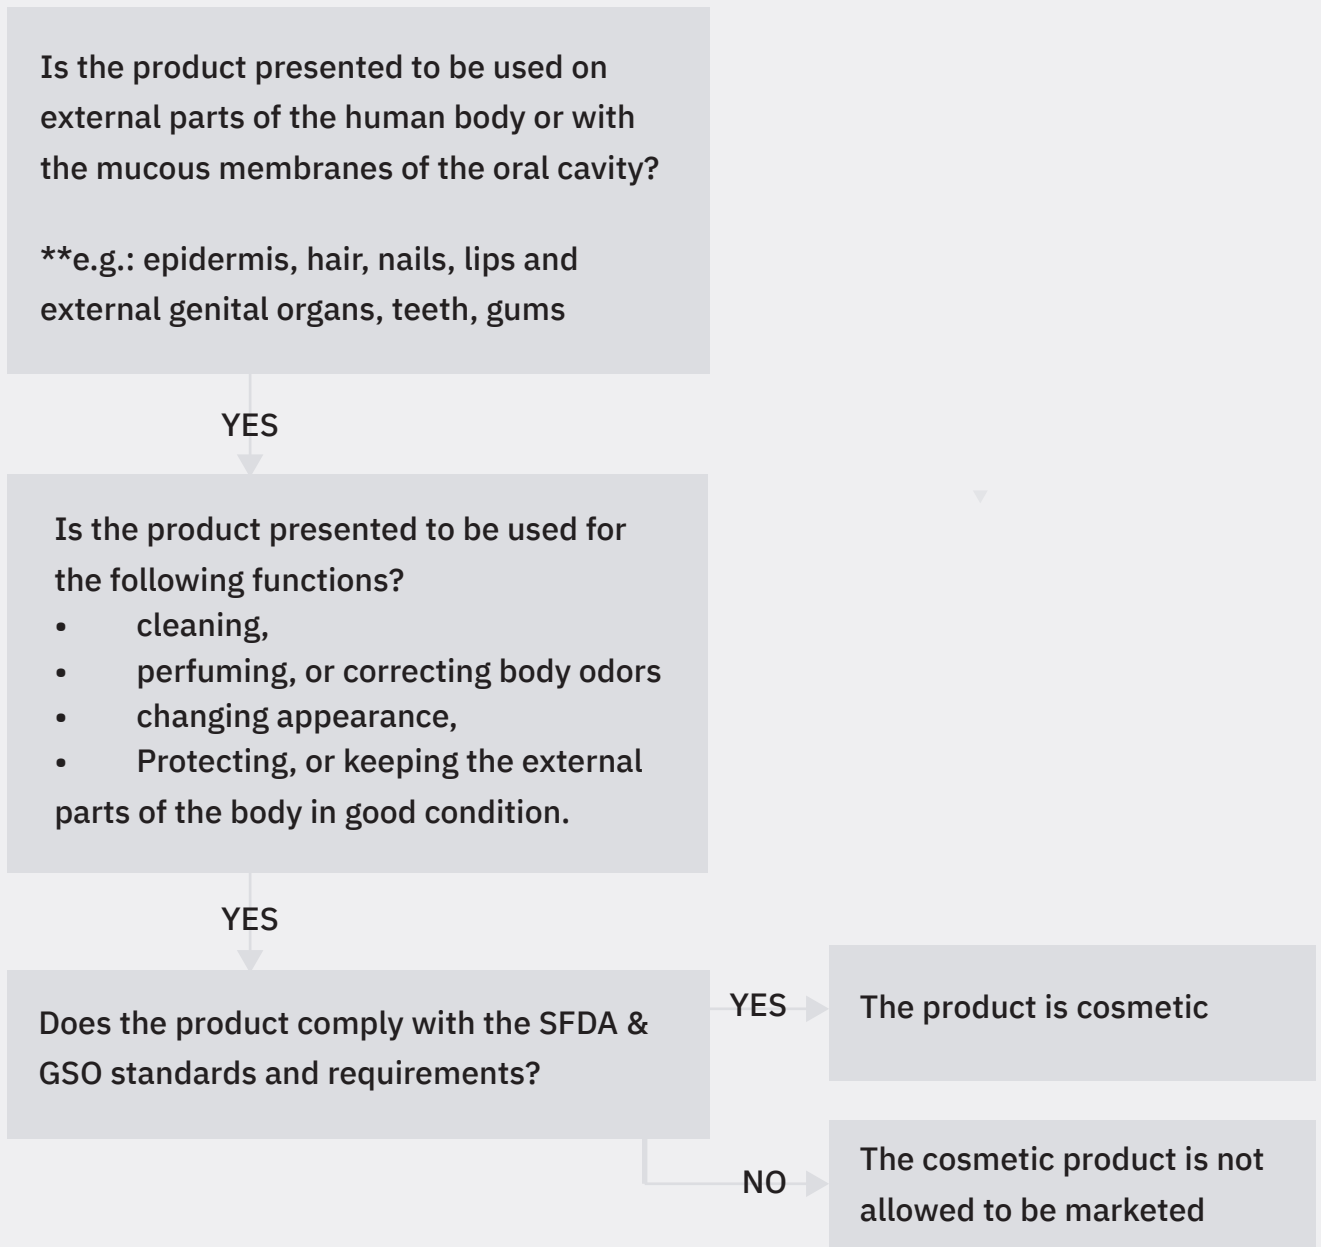 Is the product presented to be used on
external parts of the human body or with
the mucous membranes of the oral cavity?
**e.g.: epidermis, hair, nails, lips and
external genital organs, teeth, gums
YES
Is the product presented to be used for
the following functions?
• cleaning,
• perfuming, or correcting body odors
• changing appearance,
• Protecting, or keeping the external
parts of the body in good condition.
YES
Does the product comply with the SFDA &
GSO standards and requirements?
YES
The product is cosmetic
NO
The cosmetic product is not
allowed to be marketed